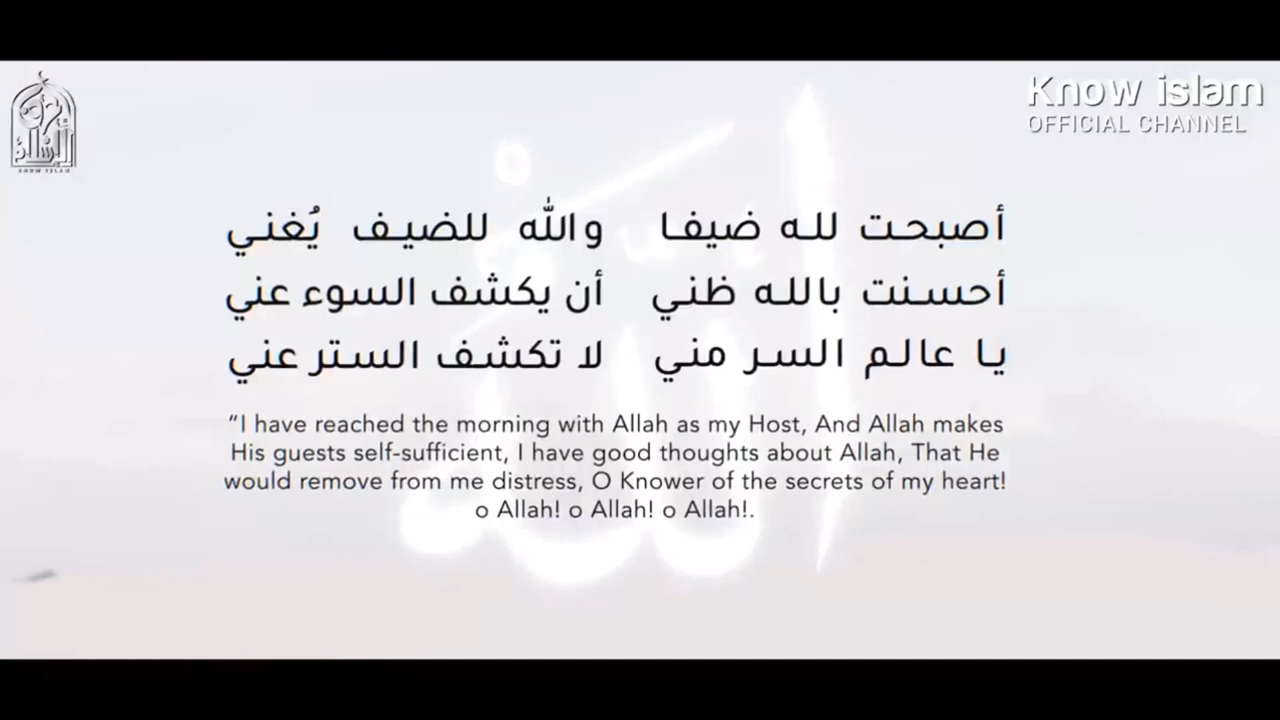 Know islam
OFFICIAL CHANNEL
KNOW ISLAM
أصبحت لله ضيفا والله للضيف يُغني
أحسنت بالله ظني أن يكشف السوء عني
يا عالم السر مني لا تكشف الستر عني
“I have reached the morning with Allah as my Host, And Allah makes
His guests self-sufficient, I have good thoughts about Allah, That He
would remove from me distress, O Knower of the secrets of my heart!
o Allah! o Allah! o Allah!.
الله